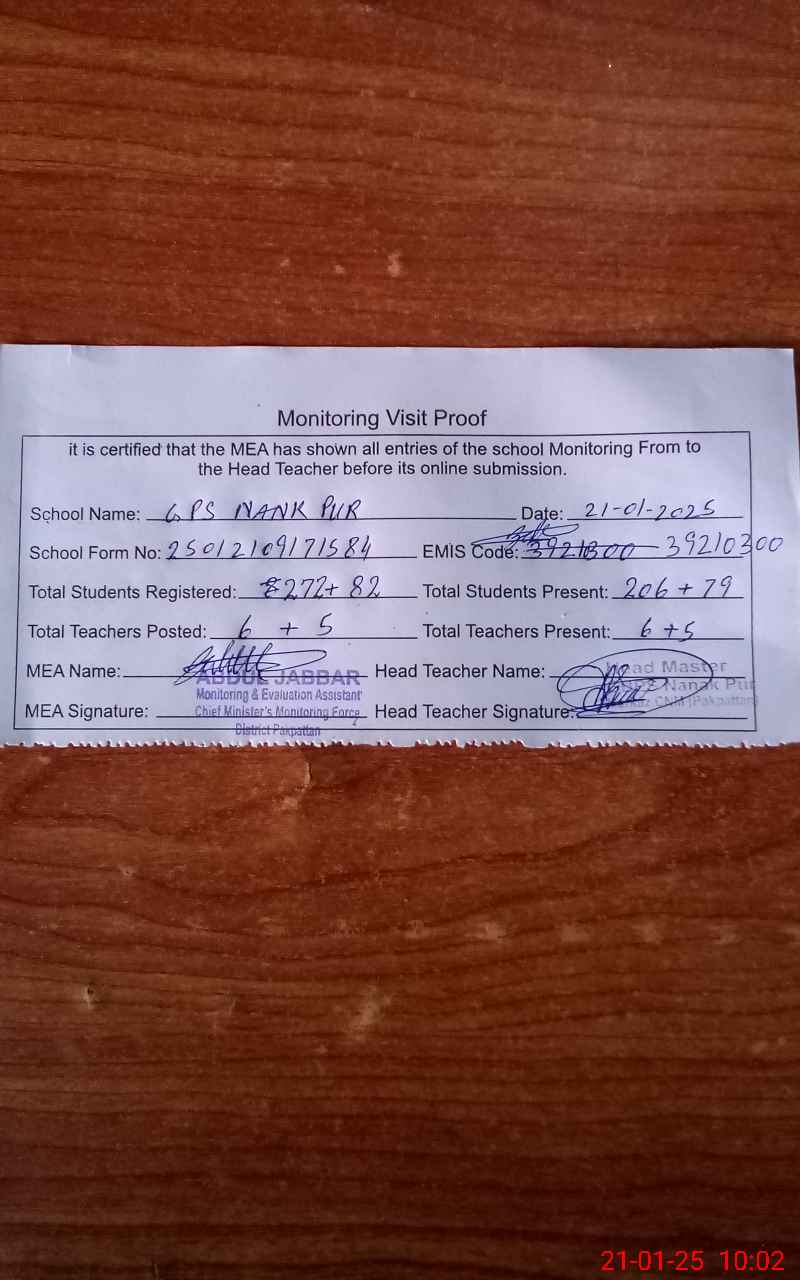 Monitoring Visit Proof
it is certified that the MEA has shown all entries of the school Monitoring From to
the Head Teacher before its online submission.
School Name: GPS NANK PUR Date: 21-01-2025
School Form No: 25012109171584 EMIS Code: 3921300 39210300
Total Students Registered: 272+ 82 Total Students Present: 206 + 79
Total Teachers Posted: 6 + 5 Total Teachers Present: 6 +5
MEA Name: Head Teacher Name: Head Master
ABDUL JABBAR
Monitoring & Evaluation Assistant Nanak Pur
MEA Signature: Chief Minister's Monitoring Force Head Teacher Signature: CNM (Pakpattan)
District Pakpattan
21-01-25 10:02